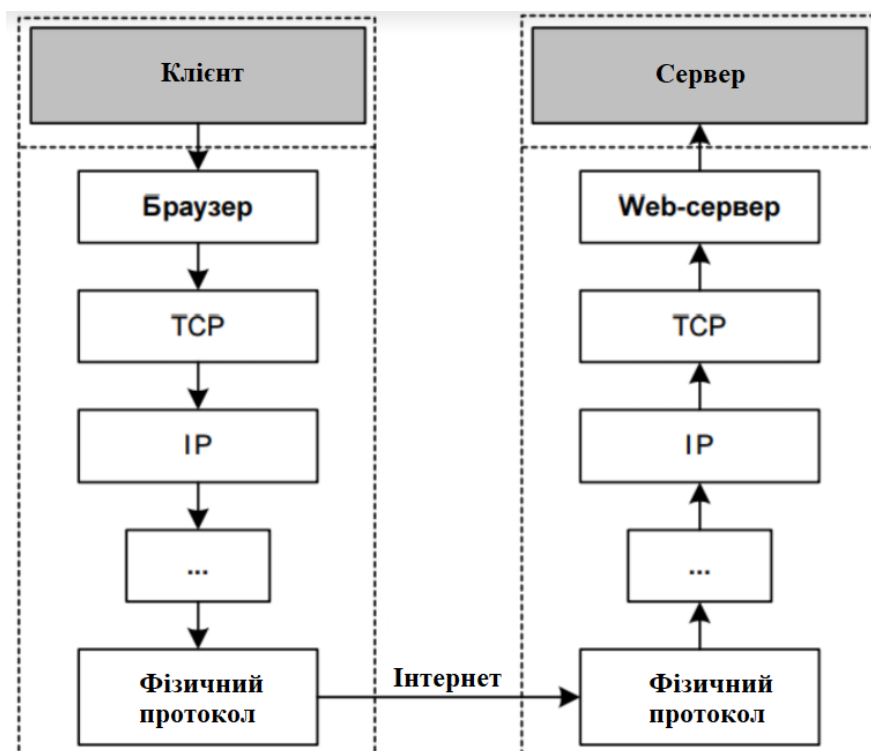 Клієнт
Сервер
Браузер
Web-сервер
TCP
TCP
IP
IP
...
...
Фізичний
протокол
Інтернет
Фізичний
протокол